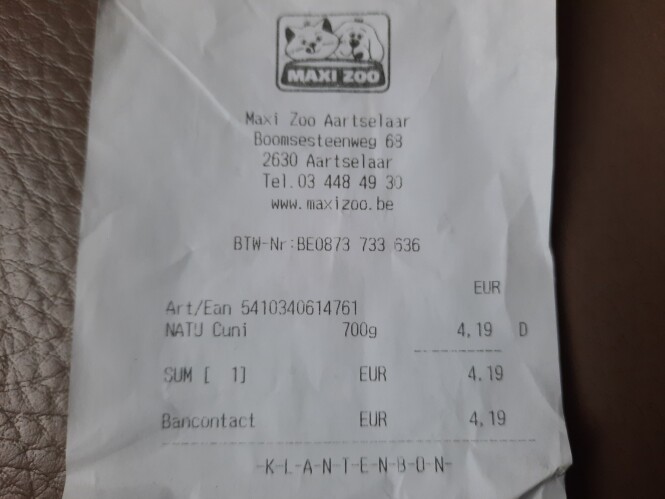 MAXI ZOO
Maxi Zoo Aartselaar
Boomsesteenweg 68
2630 Aartselaar
Tel.03 448 49 30
www.maxizoo.be
BTW-Nr:BE0873 733 636
EUR
Art/Ean 5410340614761
NATU Cuni 700g 4,19 D
SUM [ 1] EUR 4,19
Bancontact EUR 4,19
-K-L-A-N-T-E-N-B-O-N-